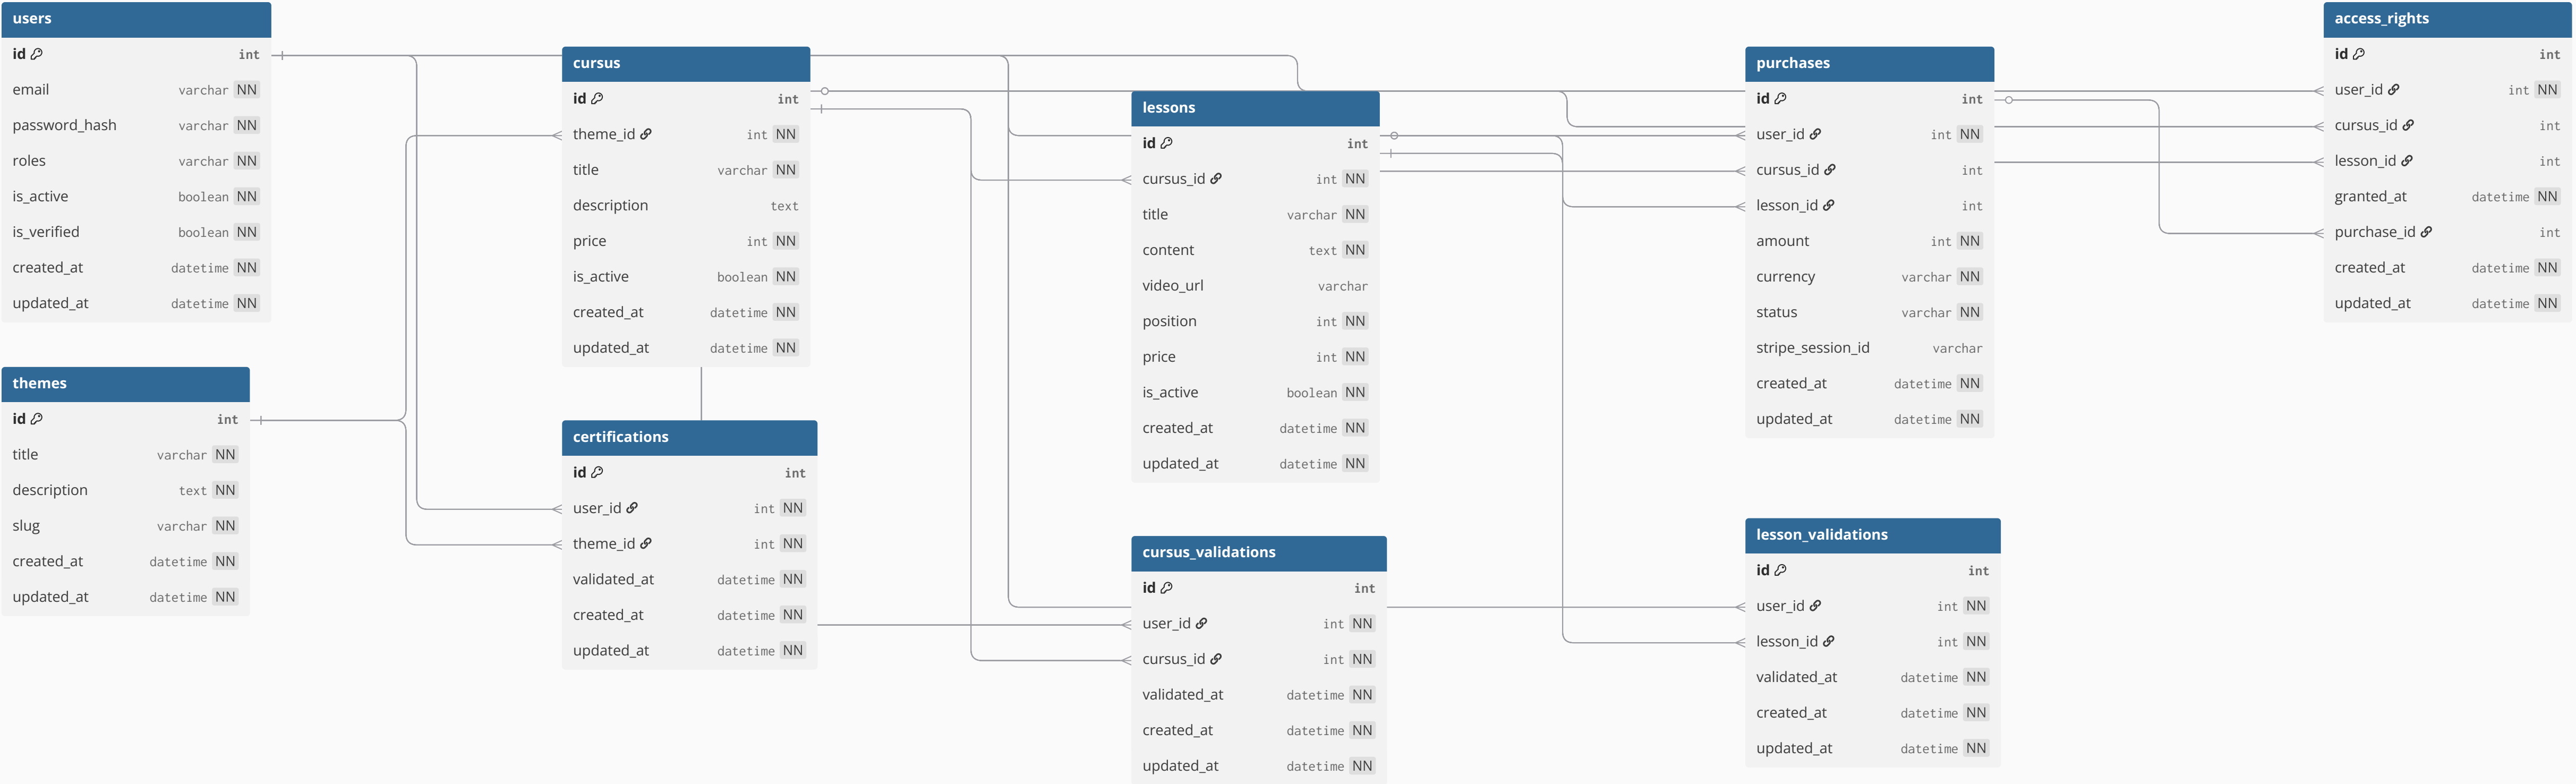 users
id int
email varchar NN
password_hash varchar NN
roles varchar NN
is_active boolean NN
is_verified boolean NN
created_at datetime NN
updated_at datetime NN
themes
id int
title varchar NN
description text NN
slug varchar NN
created_at datetime NN
updated_at datetime NN
cursus
id int
theme_id int NN
title varchar NN
description text
price int NN
is_active boolean NN
created_at datetime NN
updated_at datetime NN
certifications
id int
user_id int NN
theme_id int NN
validated_at datetime NN
created_at datetime NN
updated_at datetime NN
lessons
id int
cursus_id int NN
title varchar NN
content text NN
video_url varchar
position int NN
price int NN
is_active boolean NN
created_at datetime NN
updated_at datetime NN
cursus_validations
id int
user_id int NN
cursus_id int NN
validated_at datetime NN
created_at datetime NN
updated_at datetime NN
purchases
id int
user_id int NN
cursus_id int
lesson_id int
amount int NN
currency varchar NN
status varchar NN
stripe_session_id varchar
created_at datetime NN
updated_at datetime NN
lesson_validations
id int
user_id int NN
lesson_id int NN
validated_at datetime NN
created_at datetime NN
updated_at datetime NN
access_rights
id int
user_id int NN
cursus_id int
lesson_id int
granted_at datetime NN
purchase_id int
created_at datetime NN
updated_at datetime NN